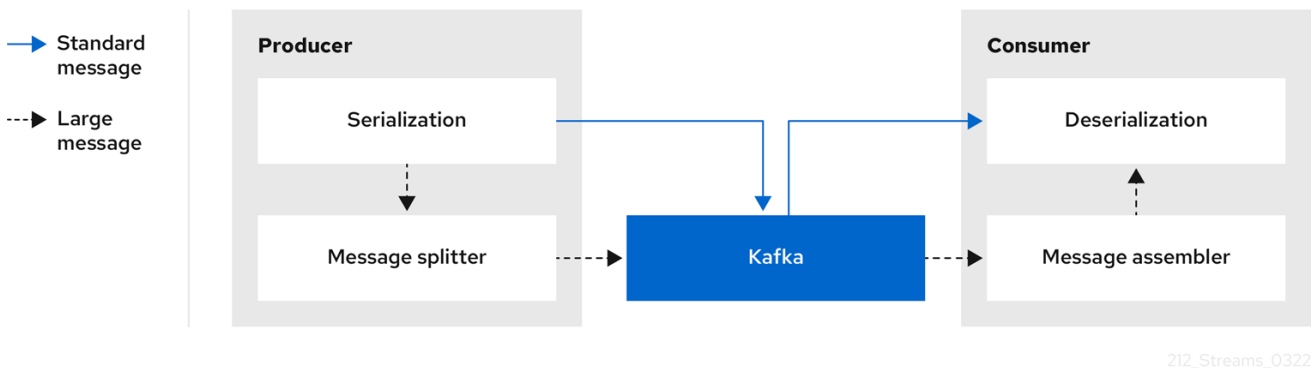 Standard
message
Large
message
Producer
Serialization
Message splitter
Kafka
Consumer
Deserialization
Message assembler
212_Streams_0322